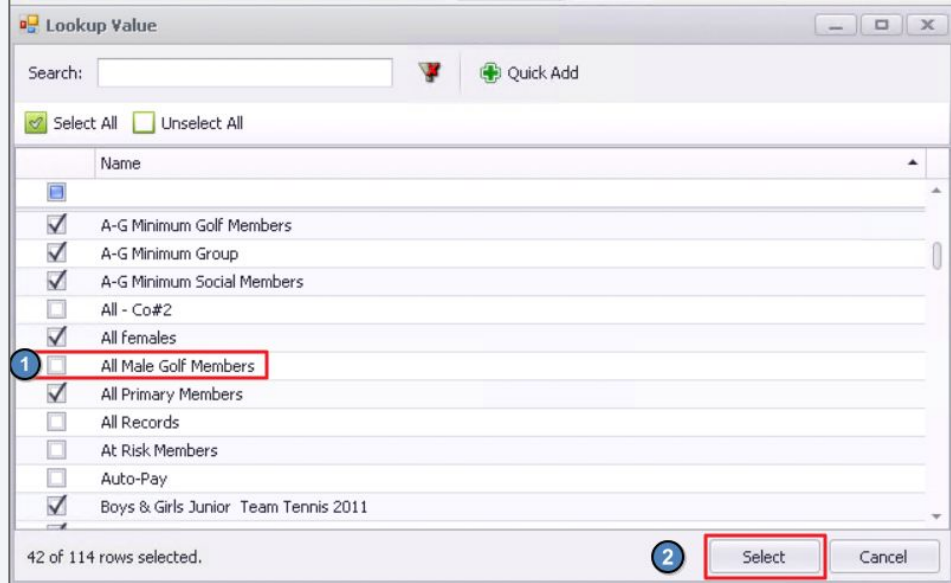 Lookup Value
Search: Quick Add
Select All Unselect All
Name
A-G Minimum Golf Members
A-G Minimum Group
A-G Minimum Social Members
All - Co#2
All females
1 All Male Golf Members
All Primary Members
All Records
At Risk Members
Auto-Pay
Boys & Girls Junior  Team Tennis 2011
42 of 114 rows selected. 2 Select Cancel